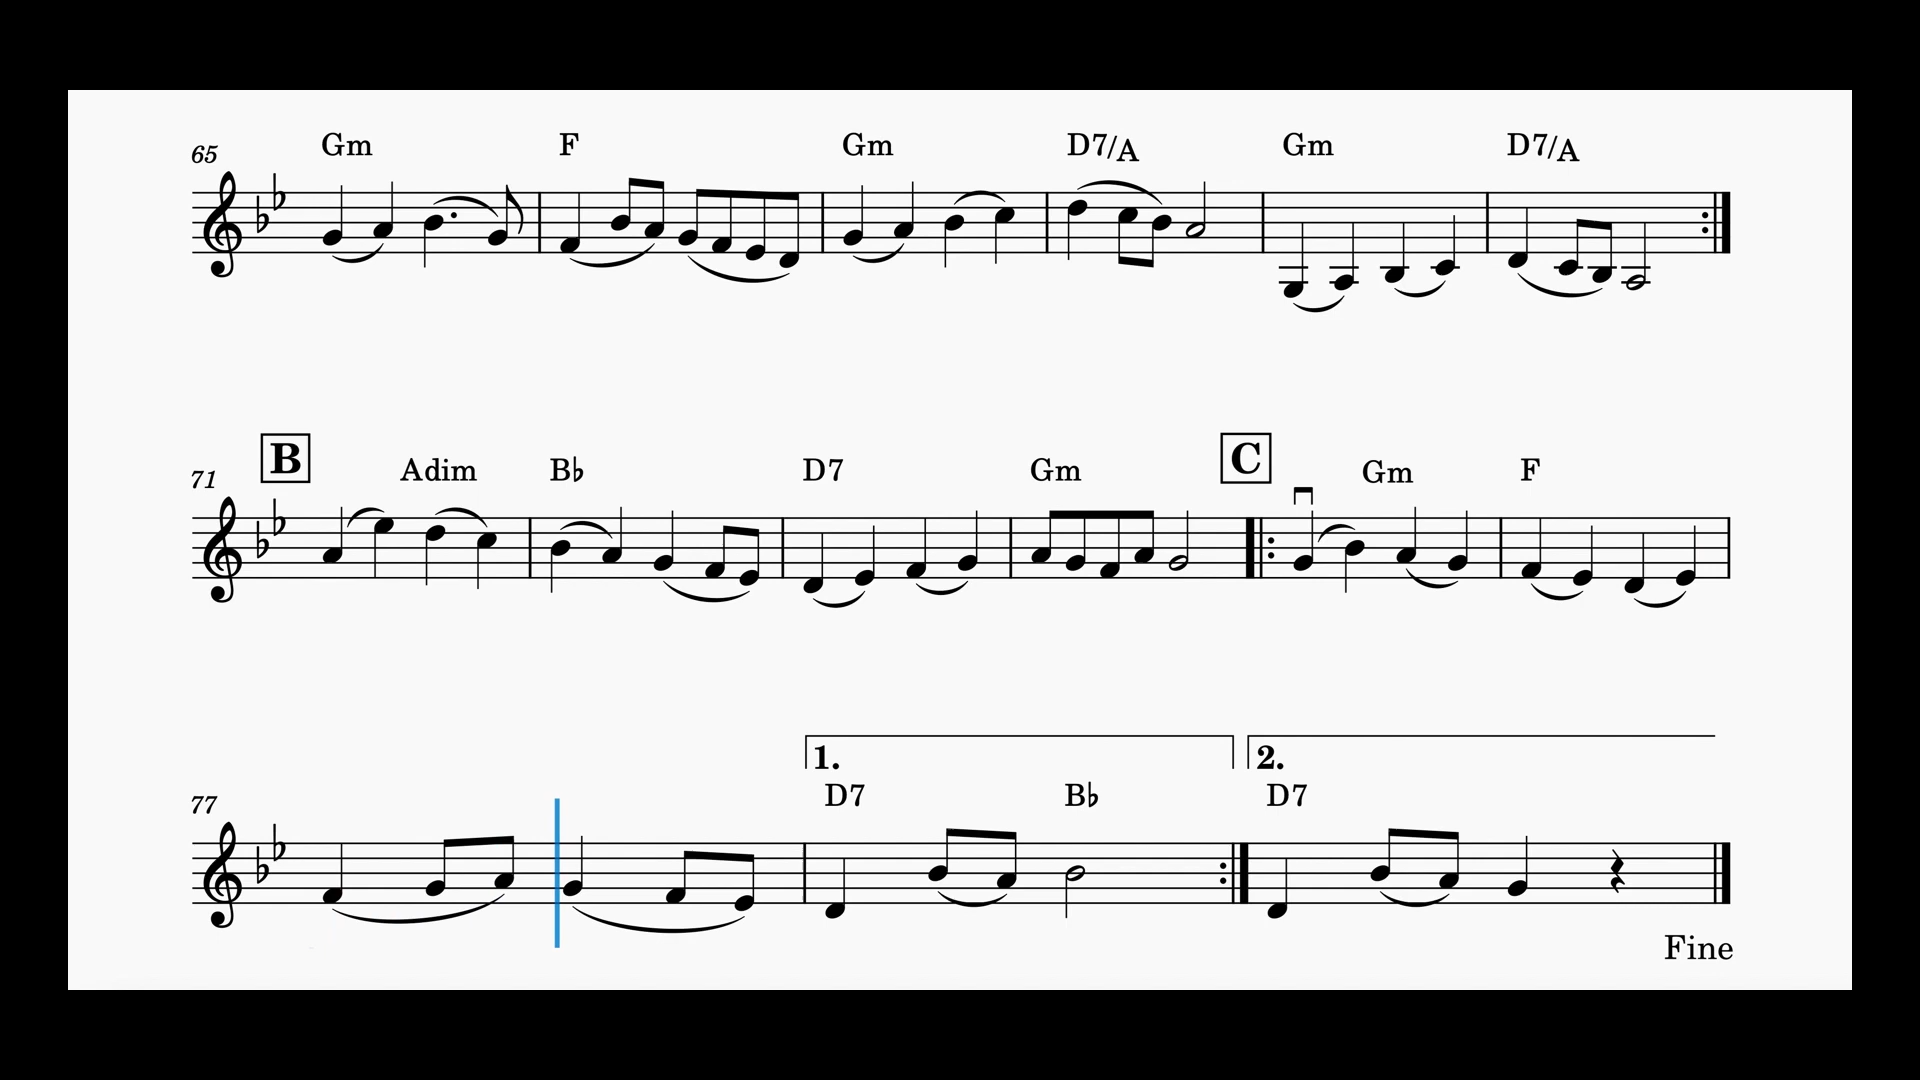 65 Gm F Gm D7/A Gm D7/A
71 B Adim B♭ D7 Gm C Gm F
1. 2.
77 D7 B♭ D7
Fine